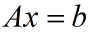 Ax = b